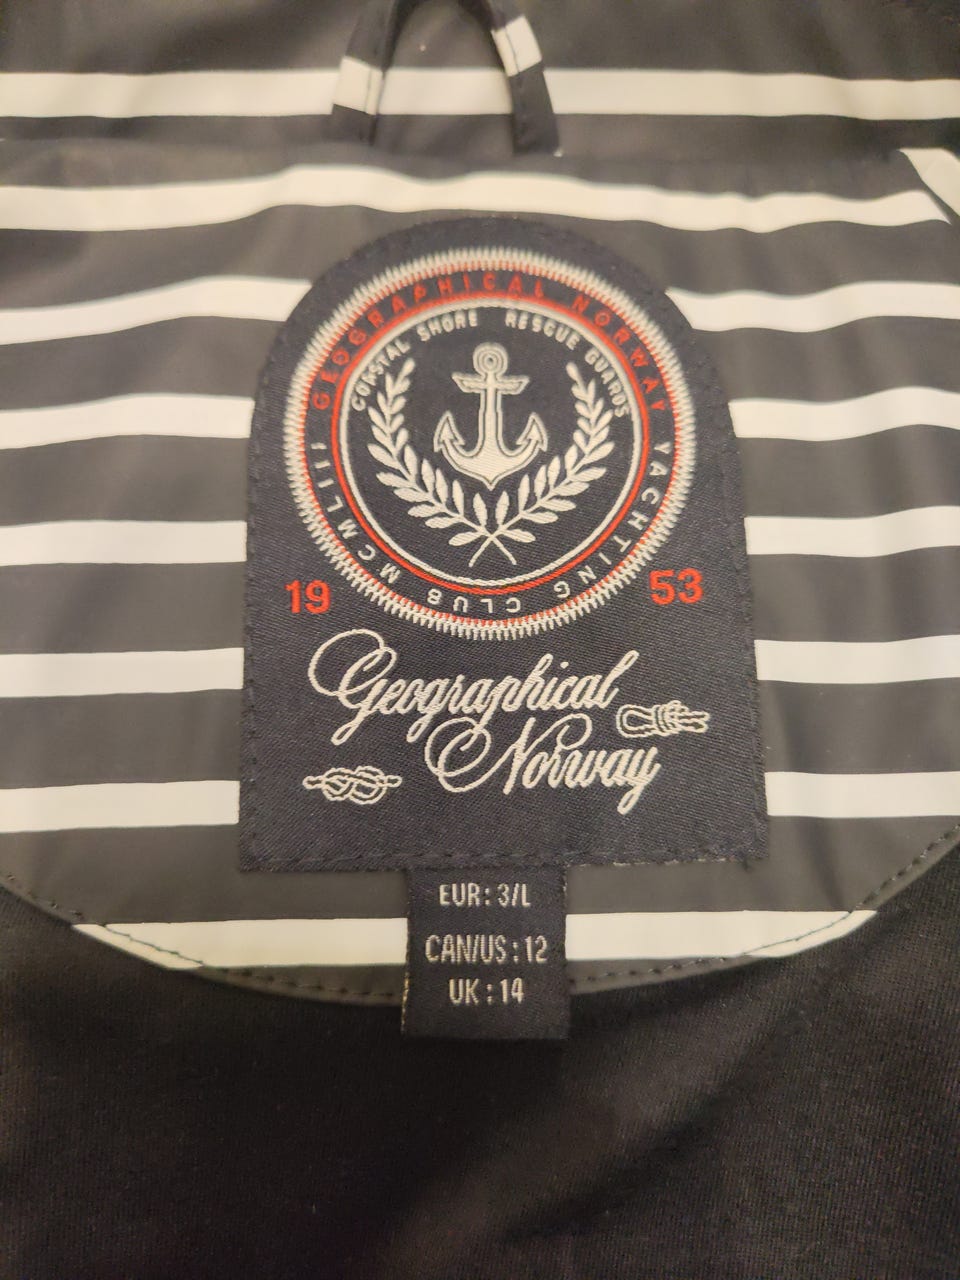 GEOGRAPHICAL NORWAY YACHTING CLUB MCMLIII
COASTAL SHORE RESCUE GUARDS
19 53
Geographical
Norway
EUR: 3/L
CAN/US: 12
UK: 14